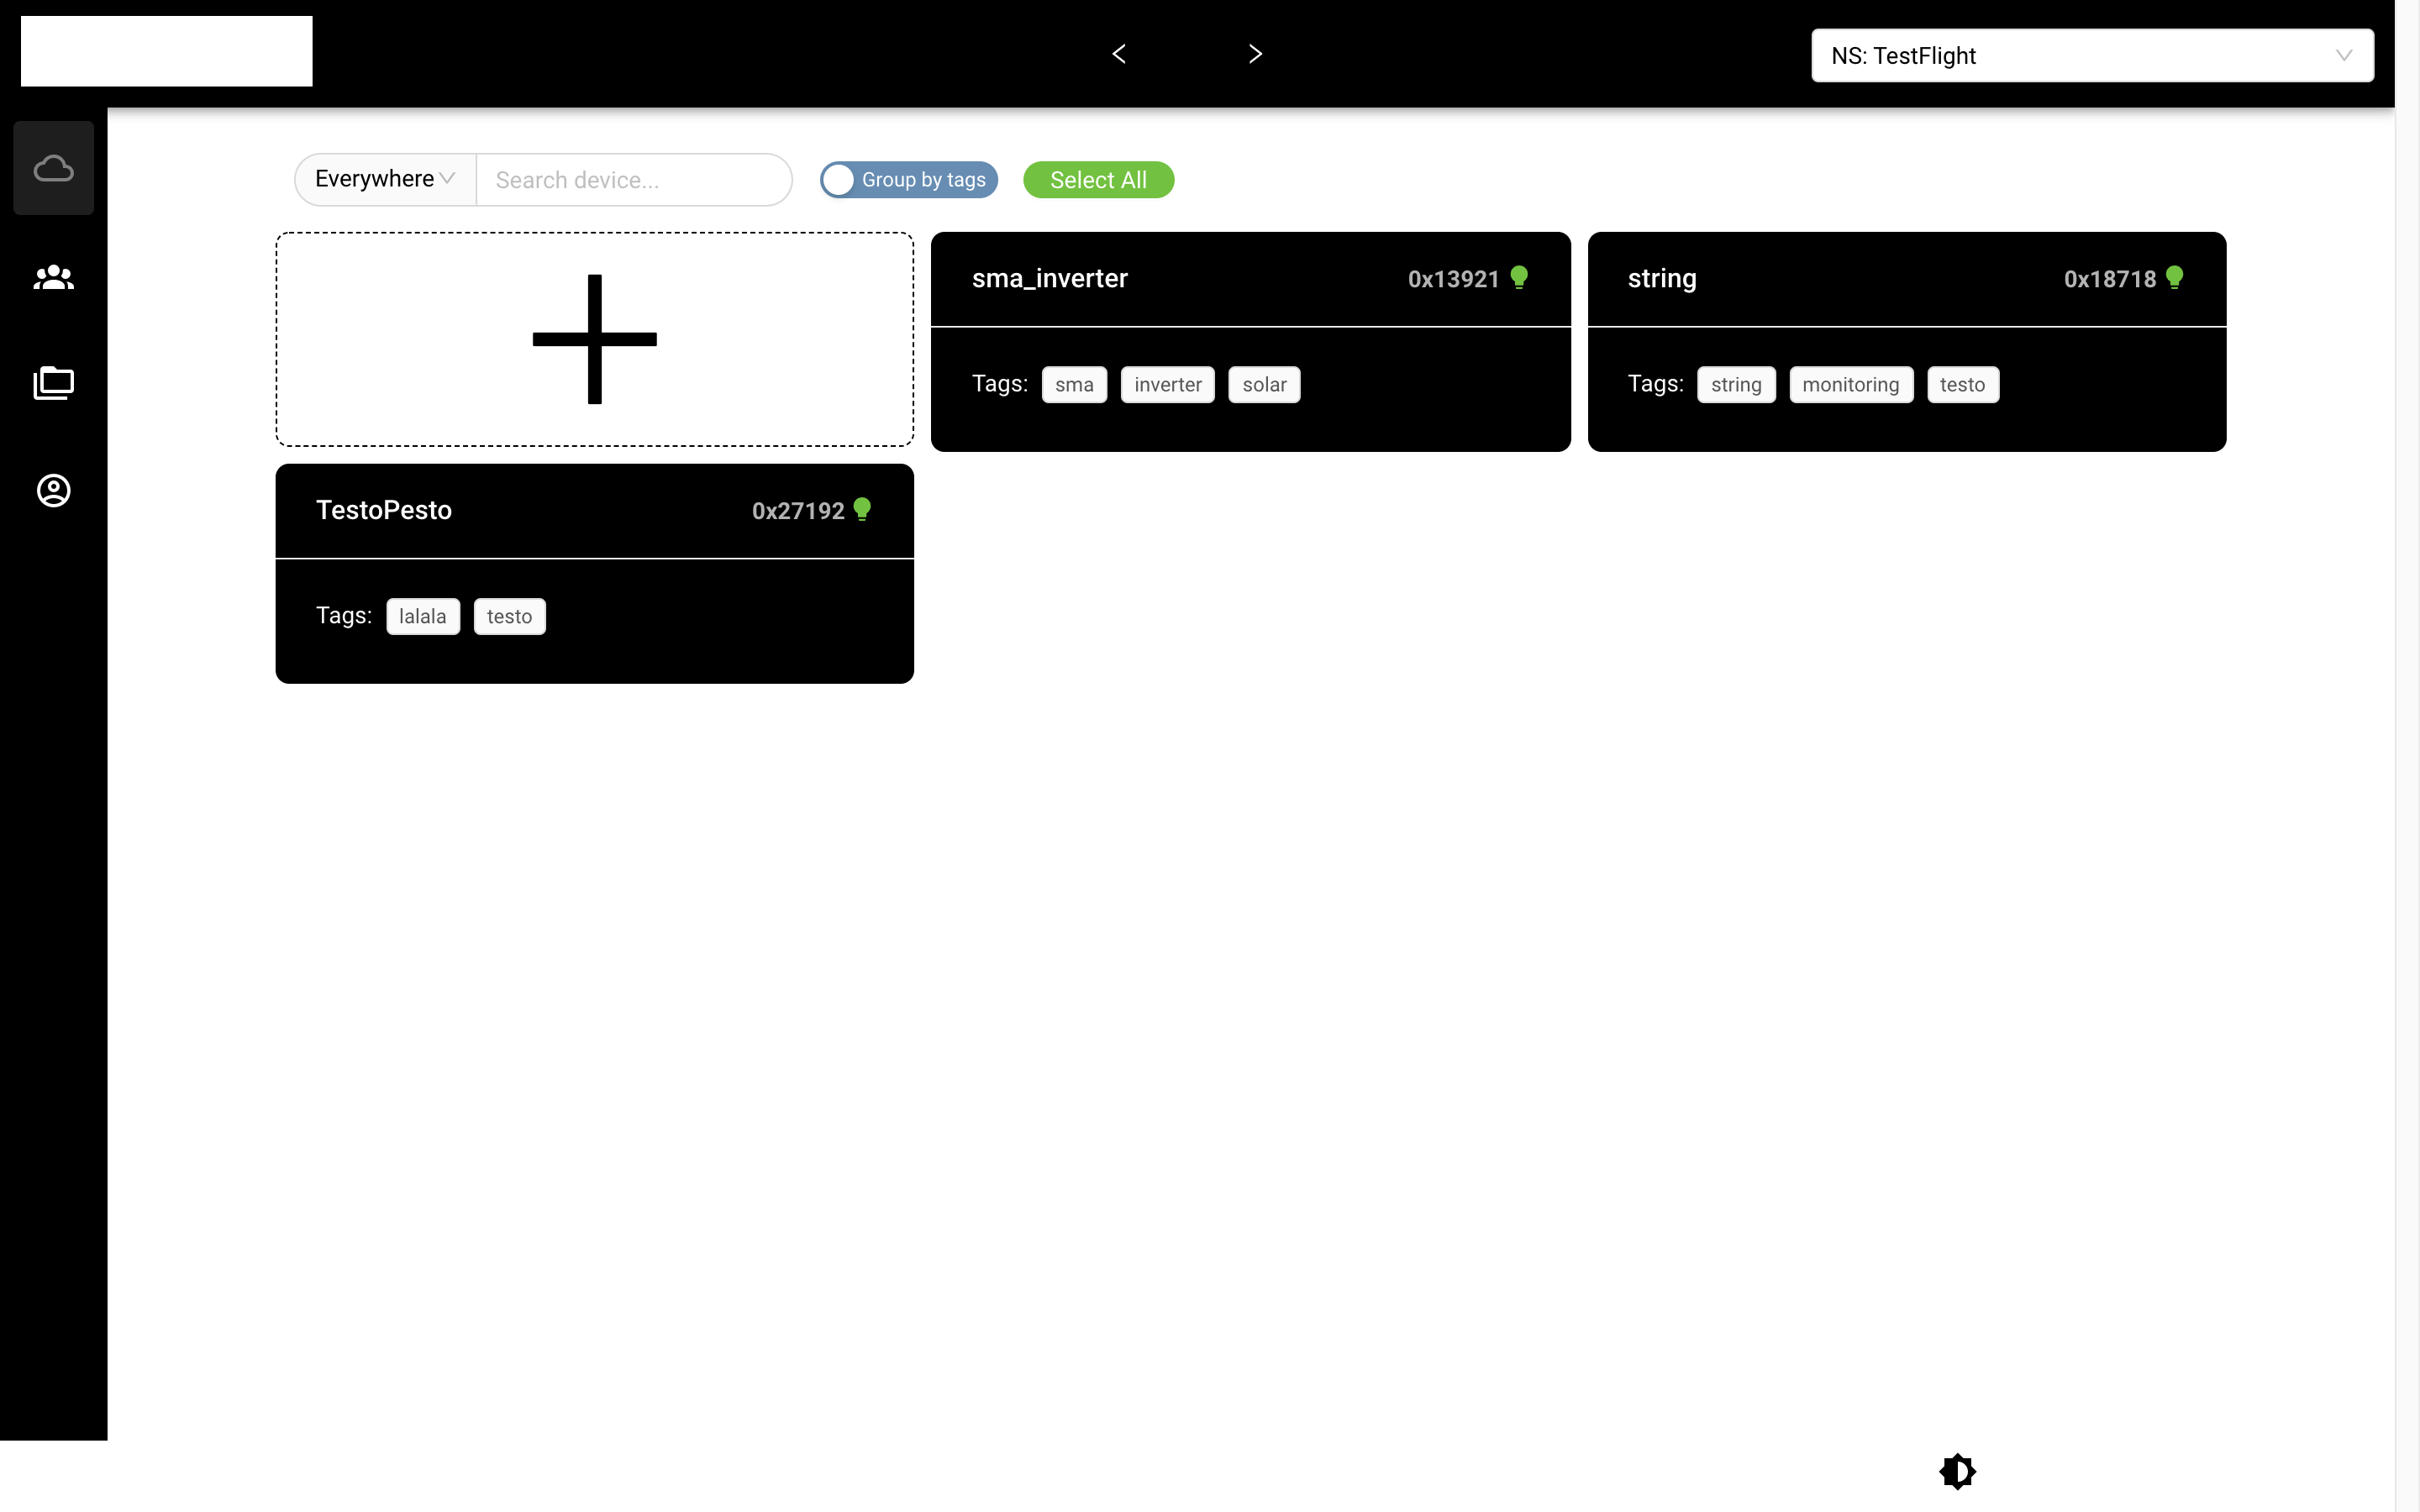 NS: TestFlight
Everywhere Search device... Group by tags Select All
sma_inverter 0x13921
Tags: sma inverter solar
string 0x18718
Tags: string monitoring testo
TestoPesto 0x27192
Tags: lalala testo